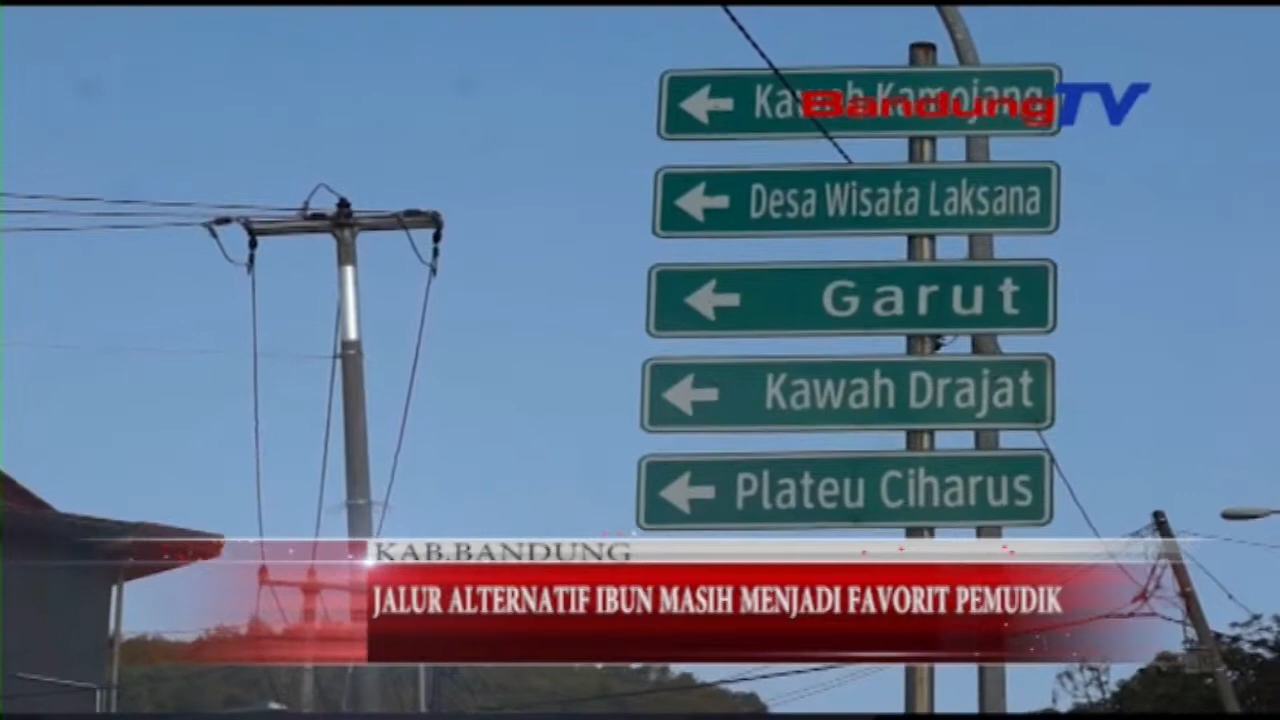 Kawah Kamojang
BandungTV
Desa Wisata Laksana
Garut
Kawah Drajat
Plateu Ciharus
KAB.BANDUNG
JALUR ALTERNATIF IBUN MASIH MENJADI FAVORIT PEMUDIK